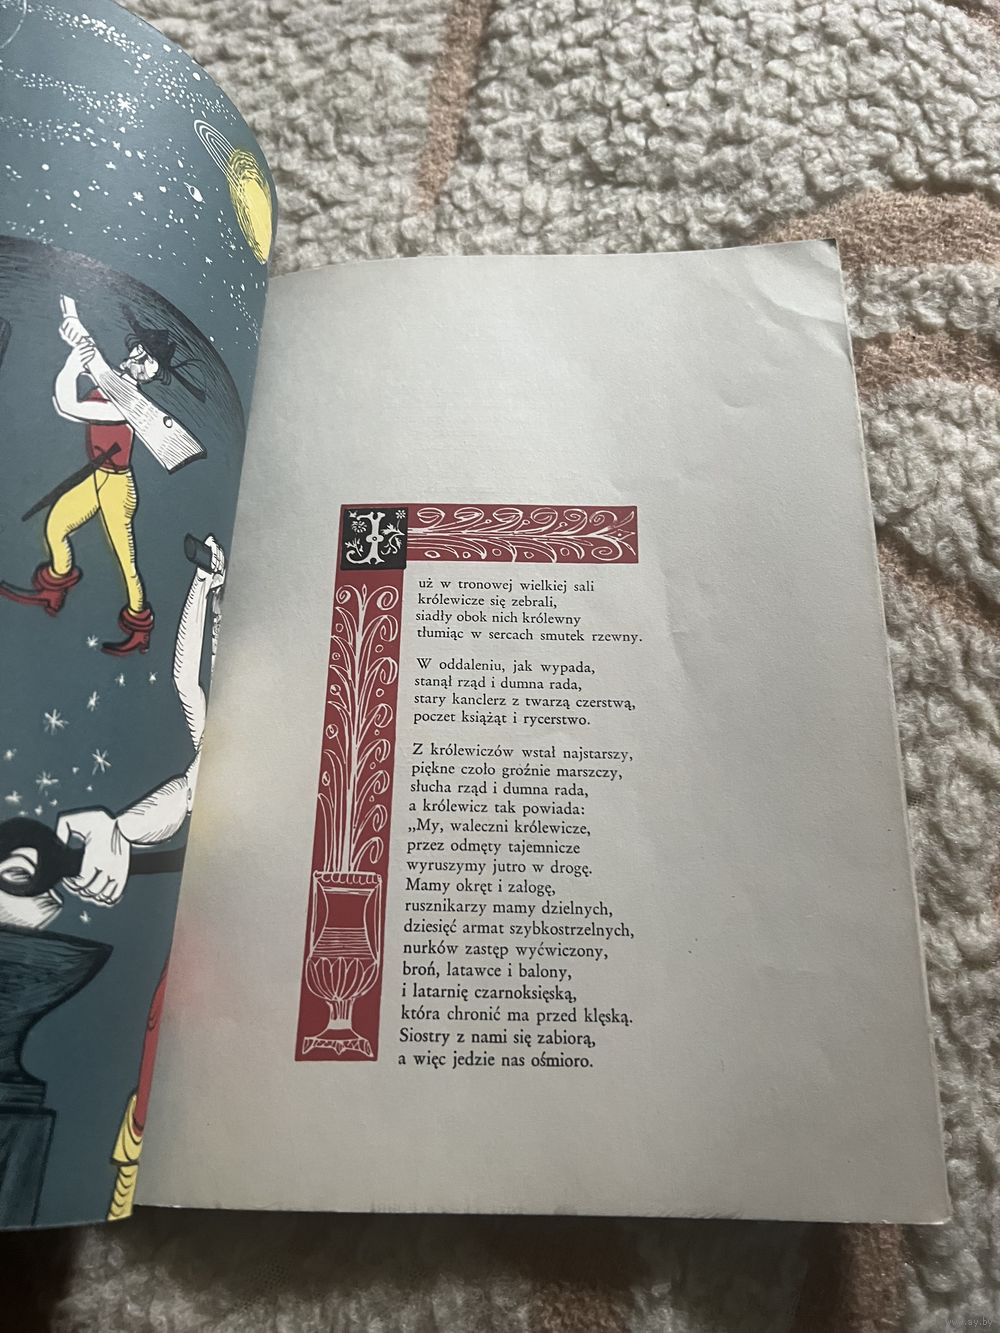 J
uż w tronowej wielkiej sali
królewicze się zebrali,
siadły obok nich królewny
tłumiąc w sercach smutek rzewny.
W oddaleniu, jak wypada,
stanął rząd i dumna rada,
stary kanclerz z twarzą czerstwą,
poczet książąt i rycerstwo.
Z królewiczów wstał najstarszy,
piękne czoło groźnie marszczy,
słucha rząd i dumna rada,
a królewicz tak powiada:
„My, waleczni królewicze,
przez odmęty tajemnicze
wyruszymy jutro w drogę.
Mamy okręt i załogę,
rusznikarzy mamy dzielnych,
dziesięć armat szybkostrzelnych,
nurków zastęp wyćwiczony,
broń, latawce i balony,
i latarnię czarnoksięską,
która chronić ma przed klęską.
Siostry z nami się zabiorą,
a więc jedzie nas ośmioro.
www.ay.by